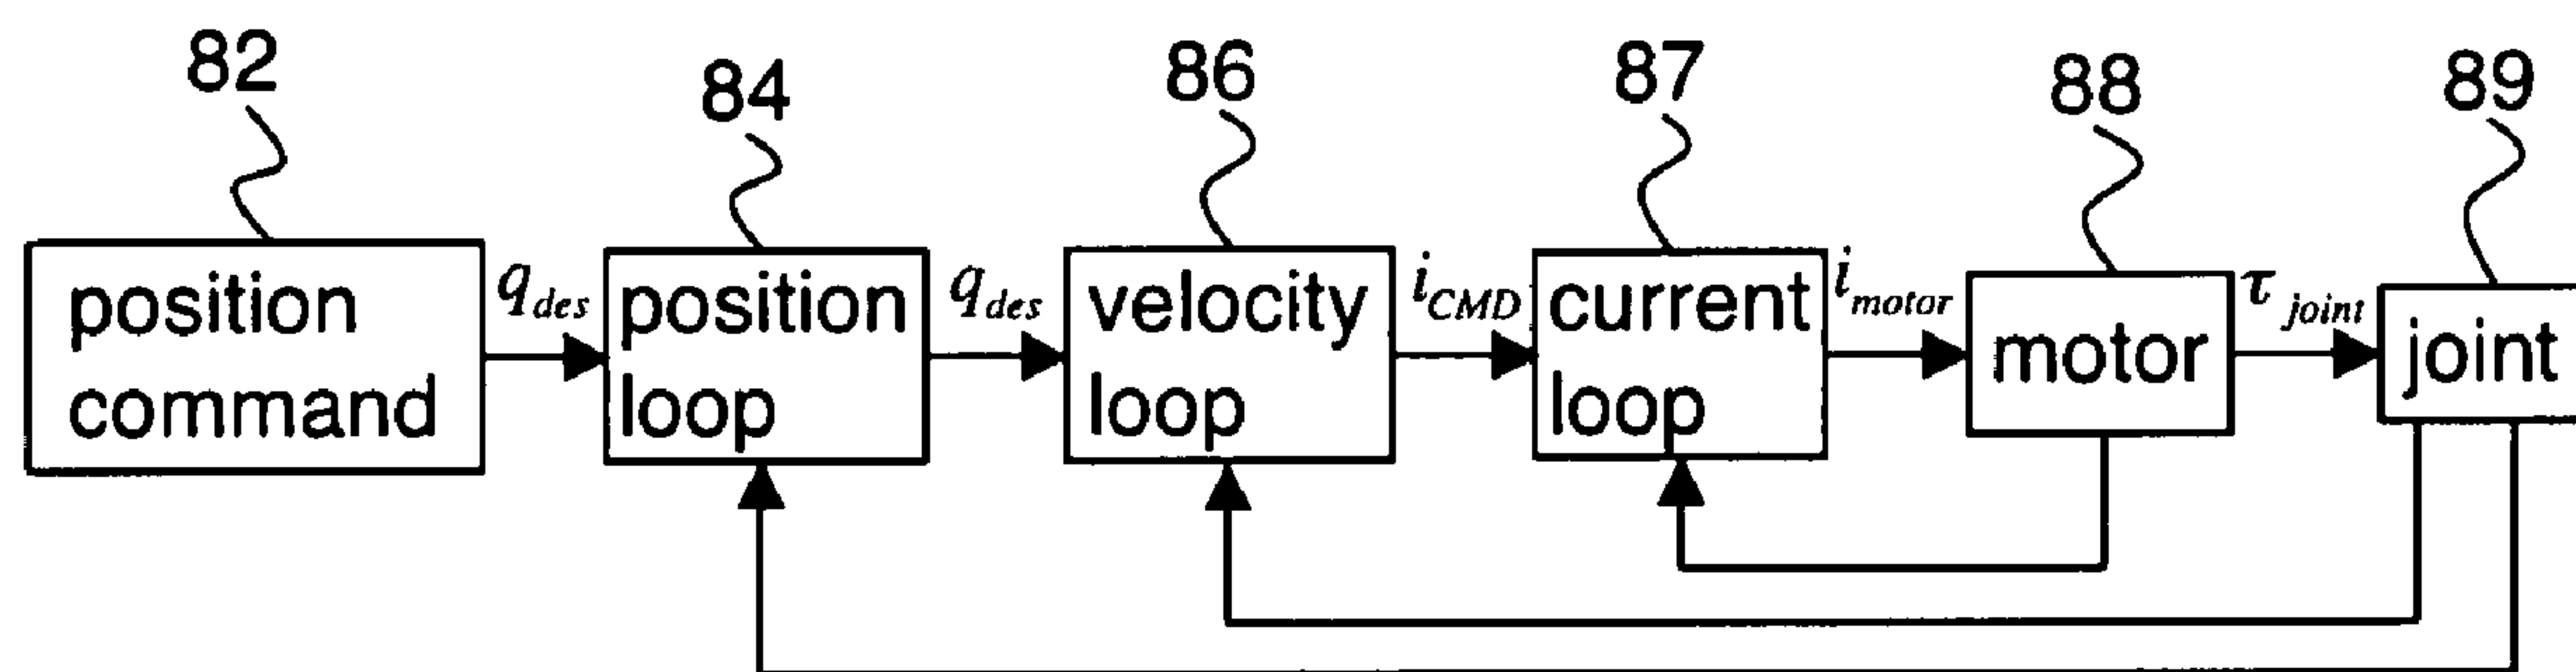 82
84
86
87
88
89
position
command
q_des
position
loop
q_des
velocity
loop
i_CMD
current
loop
i_motor
motor
τ_joint
joint